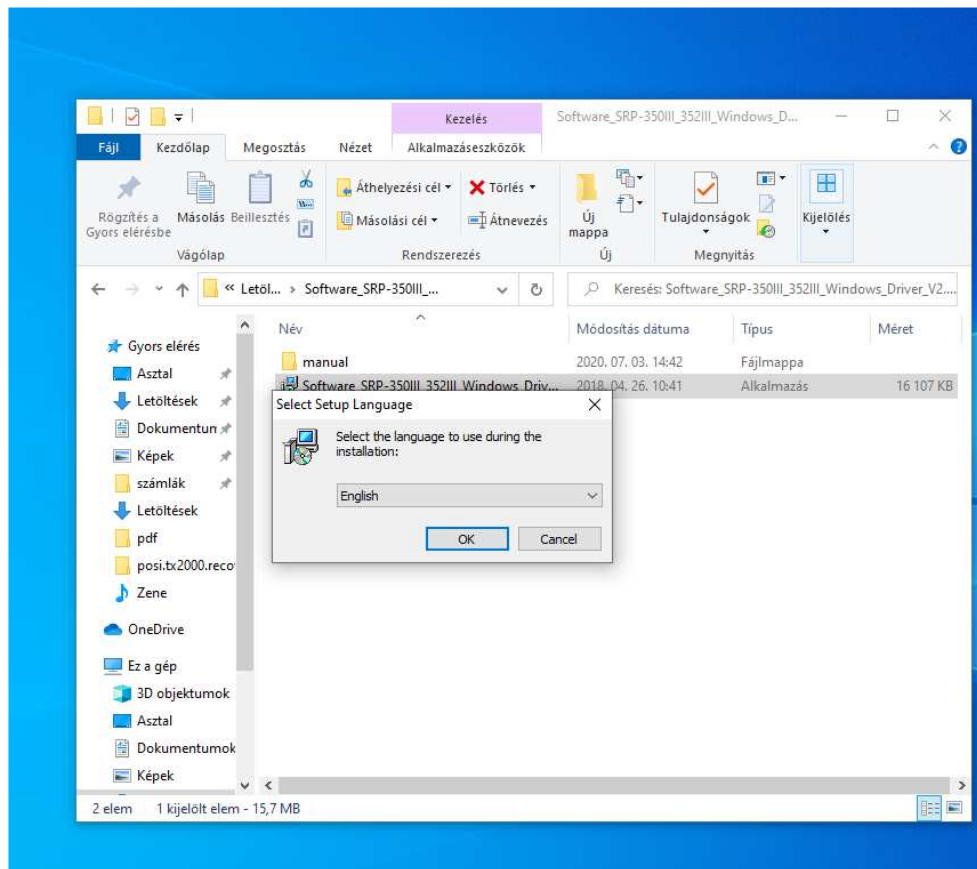 Kezelés
Software_SRP-350III_352III_Windows_D...
Fájl Kezdőlap Megosztás Nézet Alkalmazáseszközök
Rögzítés a Gyors elérésbe
Másolás
Beillesztés
Áthelyezési cél
Törlés
Másolási cél
Átnevezés
Új mappa
Tulajdonságok
Kijelölés
Vágólap Rendszerezés Új Megnyitás
« Letöl... > Software_SRP-350III_...
Keresés: Software_SRP-350III_352III_Windows_Driver_V2....
Név Módosítás dátuma Típus Méret
manual 2020. 07. 03. 14:42 Fájlmappa
Software_SRP-350III_352III_Windows_Driv... 2018. 04. 26. 10:41 Alkalmazás 16 107 KB
Gyors elérés
Asztal
Letöltések
Dokumentun
Képek
számlák
Letöltések
pdf
posi.tx2000.reco
Zene
OneDrive
Ez a gép
3D objektumok
Asztal
Dokumentumok
Képek
Select Setup Language
Select the language to use during the
installation:
English
OK Cancel
2 elem 1 kijelölt elem - 15,7 MB